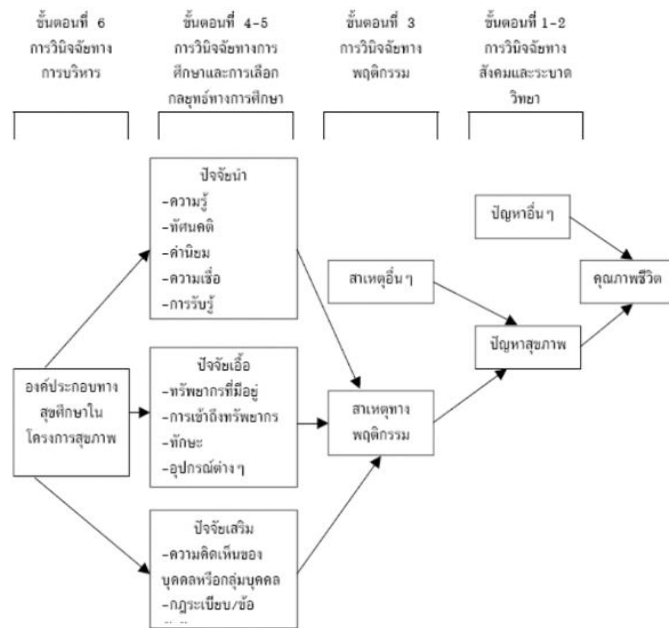 ขั้นตอนที่ 6
การวินิจฉัยทาง
การบริหาร
ขั้นตอนที่ 4-5
การวินิจฉัยทางการ
ศึกษาและการเลือก
กลยุทธ์ทางการศึกษา
ขั้นตอนที่ 3
การวินิจฉัยทาง
พฤติกรรม
ขั้นตอนที่ 1-2
การวินิจฉัยทาง
สังคมและระบาด
วิทยา
ปัจจัยนำ
-ความรู้
-ทัศนคติ
-ค่านิยม
-ความเชื่อ
-การรับรู้
ปัญหาอื่นๆ
สาเหตุอื่นๆ
คุณภาพชีวิต
ปัญหาสุขภาพ
องค์ประกอบทาง
สุขศึกษาใน
โครงการสุขภาพ
ปัจจัยเอื้อ
-ทรัพยากรที่มีอยู่
-การเข้าถึงทรัพยากร
-ทักษะ
-อุปกรณ์ต่างๆ
สาเหตุทาง
พฤติกรรม
ปัจจัยเสริม
-ความคิดเห็นของ
บุคคลหรือกลุ่มบุคคล
-กฎระเบียบ/ข้อ